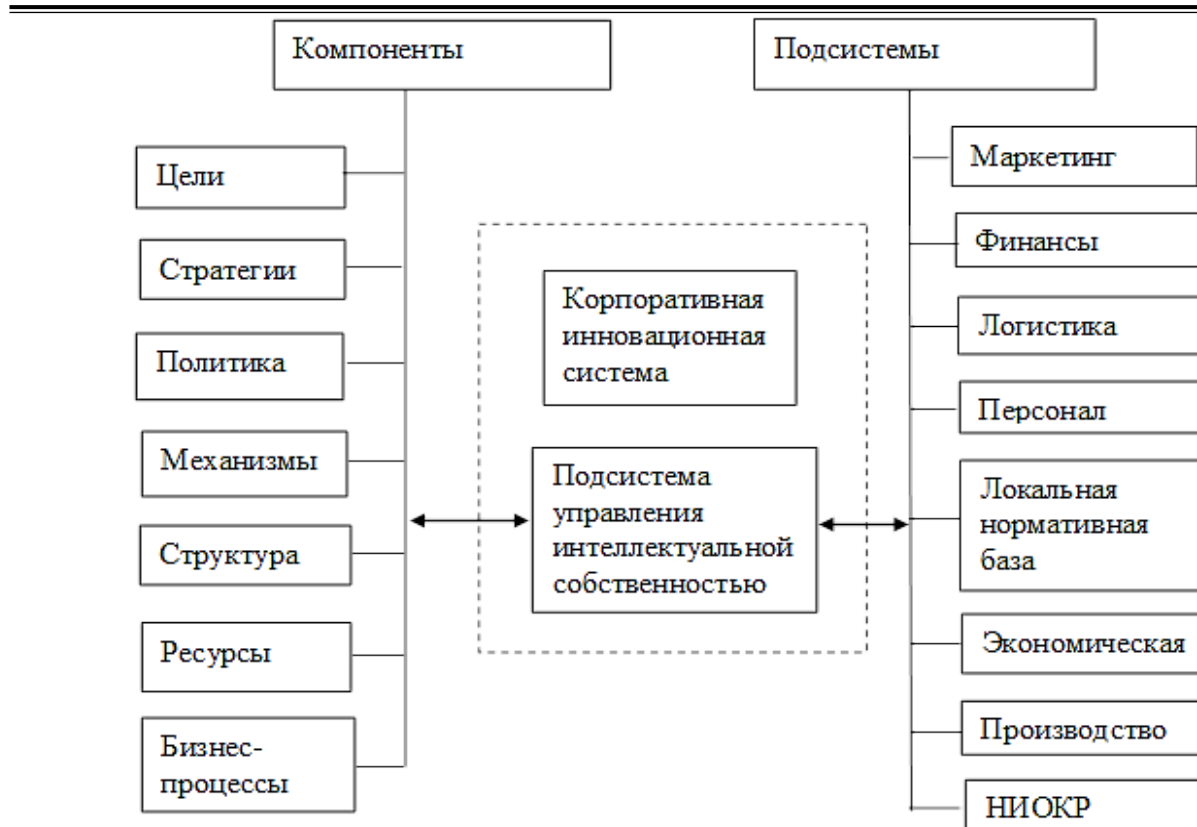 Компоненты
Подсистемы
Цели
Стратегии
Политика
Механизмы
Структура
Ресурсы
Бизнес-
процессы
Корпоративная
инновационная
система
Подсистема
управления
интеллектуальной
собственностью
Маркетинг
Финансы
Логистика
Персонал
Локальная
нормативная
база
Экономическая
Производство
НИОКР